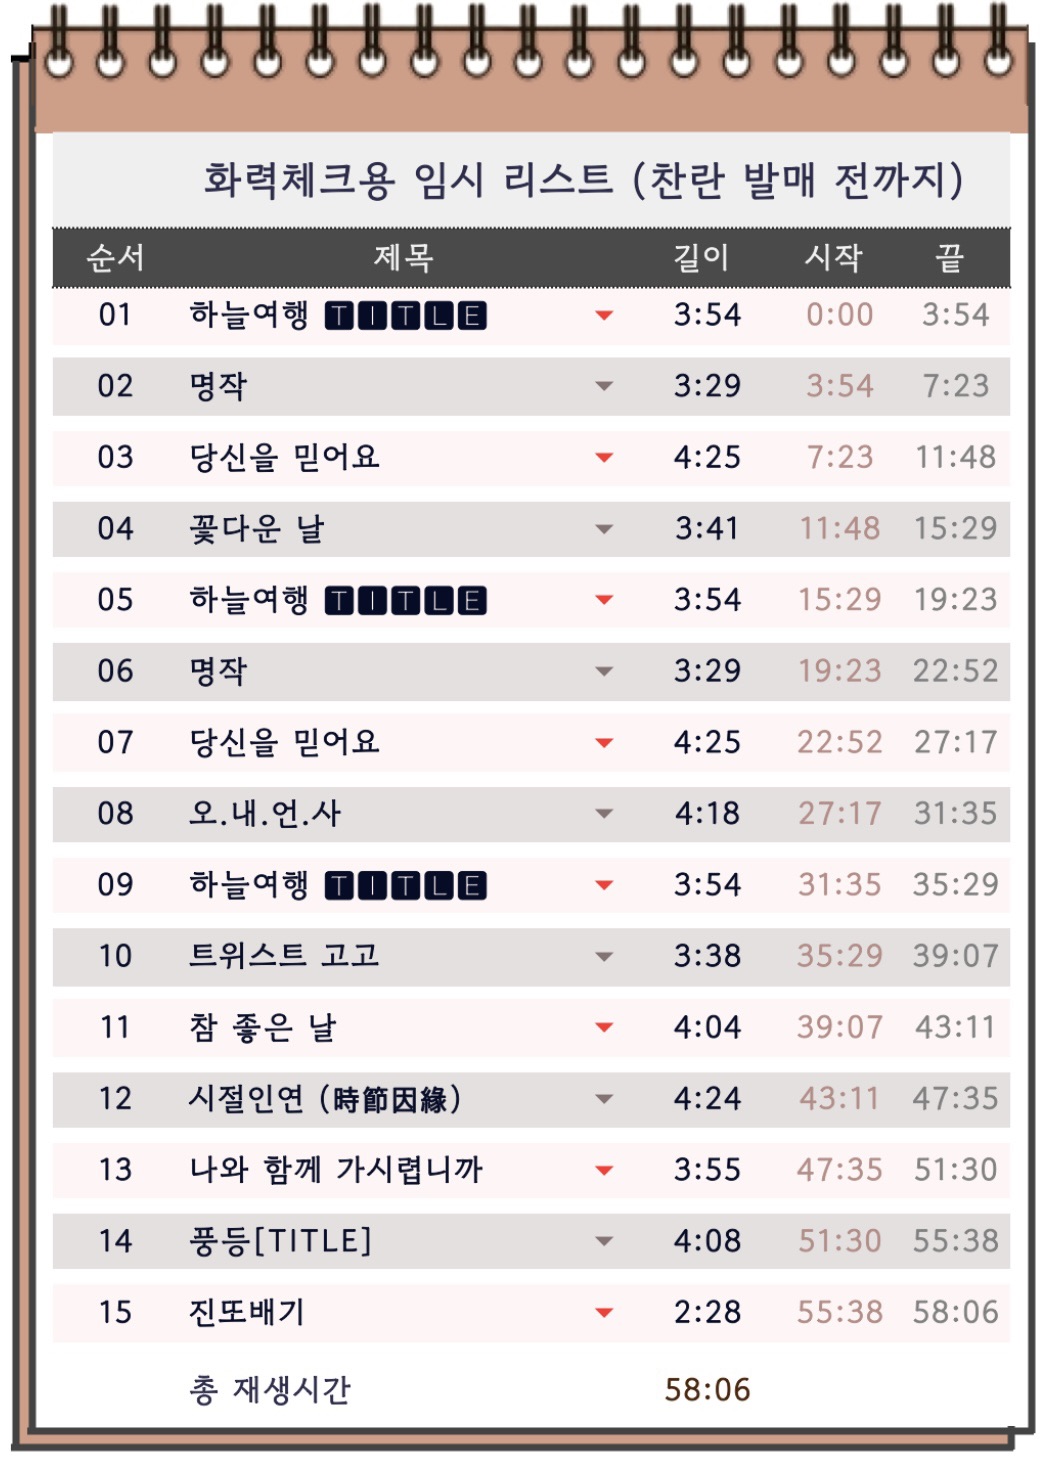 화력체크용 임시 리스트 (찬란 발매 전까지)
순서 제목 길이 시작 끝
01 하늘여행 🆃🅸🆃🅻🅴 3:54 0:00 3:54
02 명작 3:29 3:54 7:23
03 당신을 믿어요 4:25 7:23 11:48
04 꽃다운 날 3:41 11:48 15:29
05 하늘여행 🆃🅸🆃🅻🅴 3:54 15:29 19:23
06 명작 3:29 19:23 22:52
07 당신을 믿어요 4:25 22:52 27:17
08 오.내.언.사 4:18 27:17 31:35
09 하늘여행 🆃🅸🆃🅻🅴 3:54 31:35 35:29
10 트위스트 고고 3:38 35:29 39:07
11 참 좋은 날 4:04 39:07 43:11
12 시절인연 (時節因緣) 4:24 43:11 47:35
13 나와 함께 가시렵니까 3:55 47:35 51:30
14 풍등[TITLE] 4:08 51:30 55:38
15 진또배기 2:28 55:38 58:06
총 재생시간 58:06